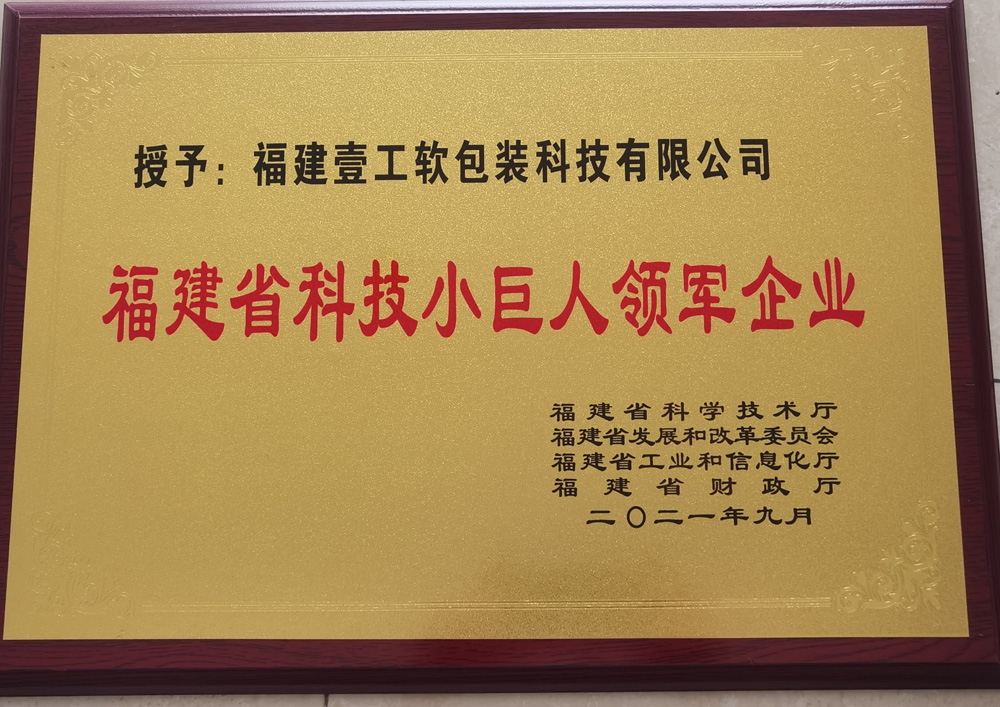 授予：福建壹工软包装科技有限公司
福建省科技小巨人领军企业
福建省科学技术厅
福建省发展和改革委员会
福建省工业和信息化厅
福建省财政厅
二〇二一年九月